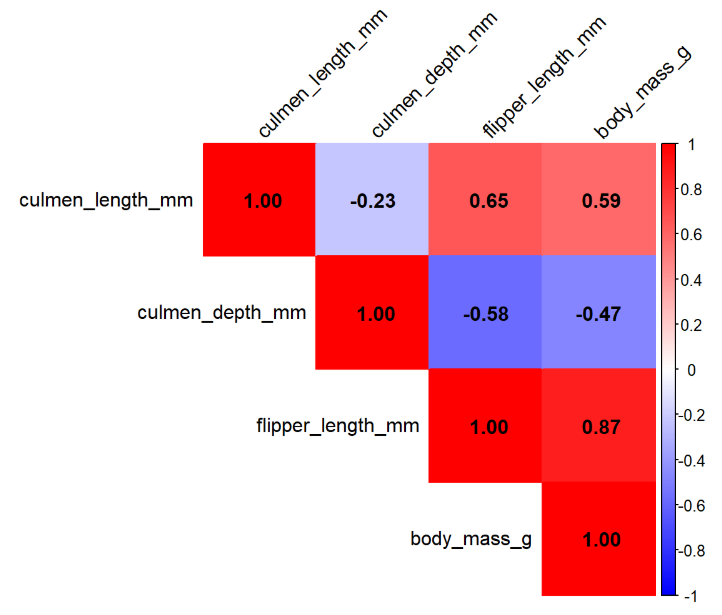 culmen_length_mm
culmen_depth_mm
flipper_length_mm
body_mass_g
culmen_length_mm 1.00 -0.23 0.65 0.59
culmen_depth_mm 1.00 -0.58 -0.47
flipper_length_mm 1.00 0.87
body_mass_g 1.00
1
0.8
0.6
0.4
0.2
0
-0.2
-0.4
-0.6
-0.8
-1